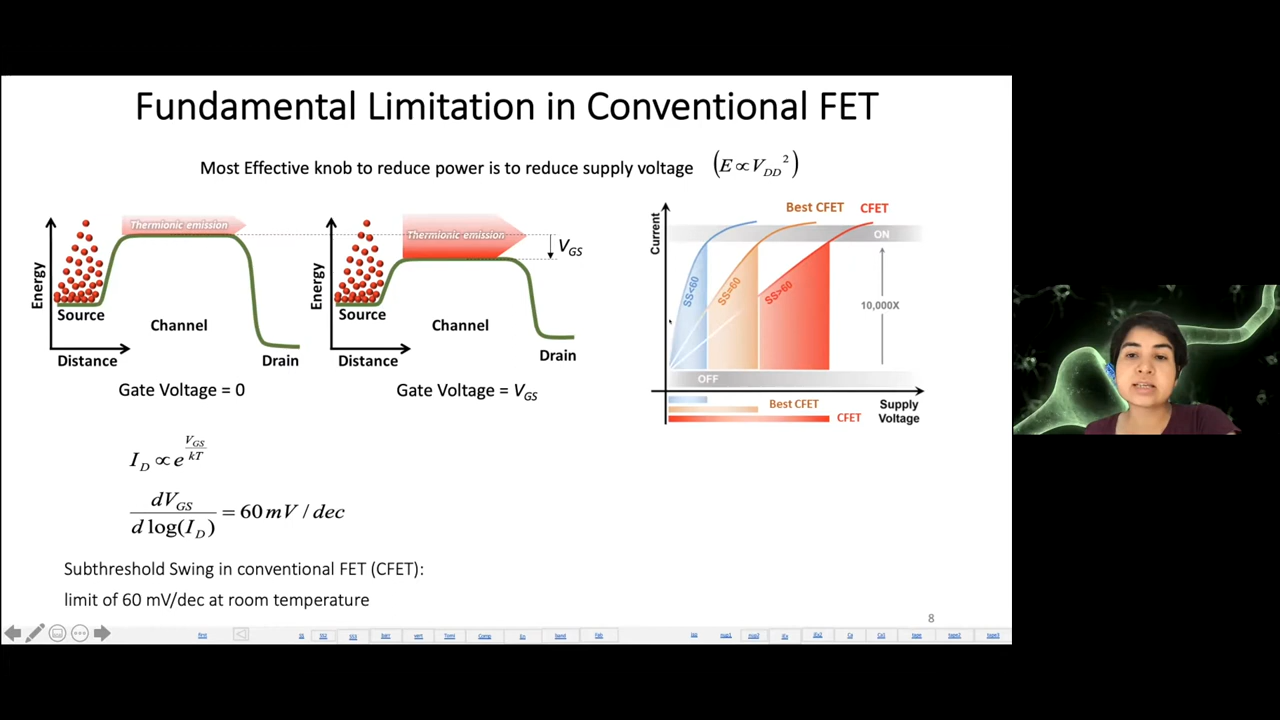 Fundamental Limitation in Conventional FET
Most Effective knob to reduce power is to reduce supply voltage (E ∝ V_DD²)
Thermionic emission
Energy
Source
Channel
Distance
Drain
Gate Voltage = 0
Thermionic emission
V_GS
Energy
Source
Channel
Distance
Drain
Gate Voltage = V_GS
Best CFET
CFET
Current
ON
SS<60
SS=60
SS>60
10,000X
OFF
Best CFET
CFET
Supply
Voltage
I_D ∝ e^(V_GS/kT)
dV_GS / d log(I_D) = 60 mV / dec
Subthreshold Swing in conventional FET (CFET):
limit of 60 mV/dec at room temperature
8
first